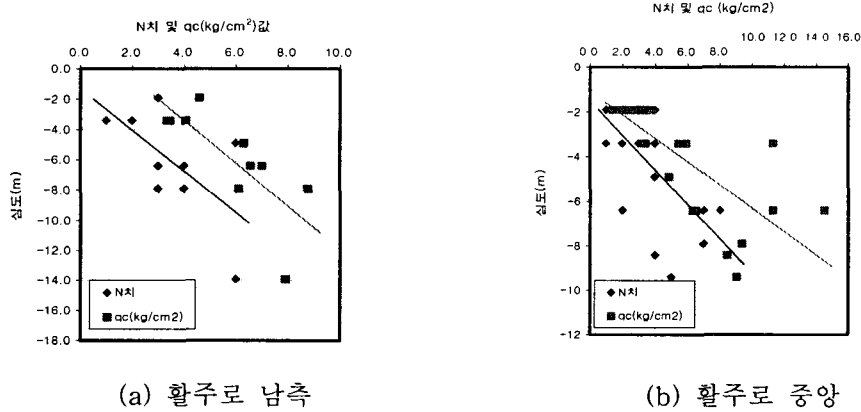 N치 및 qc(kg/cm²)값
0.0 2.0 4.0 6.0 8.0 10.0
0.0
-2.0
-4.0
-6.0
-8.0
-10.0
-12.0
-14.0
-16.0
-18.0
심도(m)
◆ N치
■ qc(kg/cm2)
(a) 활주로 남측
N치 및 qc (kg/cm2)
0.0 2.0 4.0 6.0 8.0 10.0 12.0 14.0 16.0
0
-2
-4
-6
-8
-10
-12
심도(m)
◆ N치
■ qc(kg/cm2)
(b) 활주로 중앙